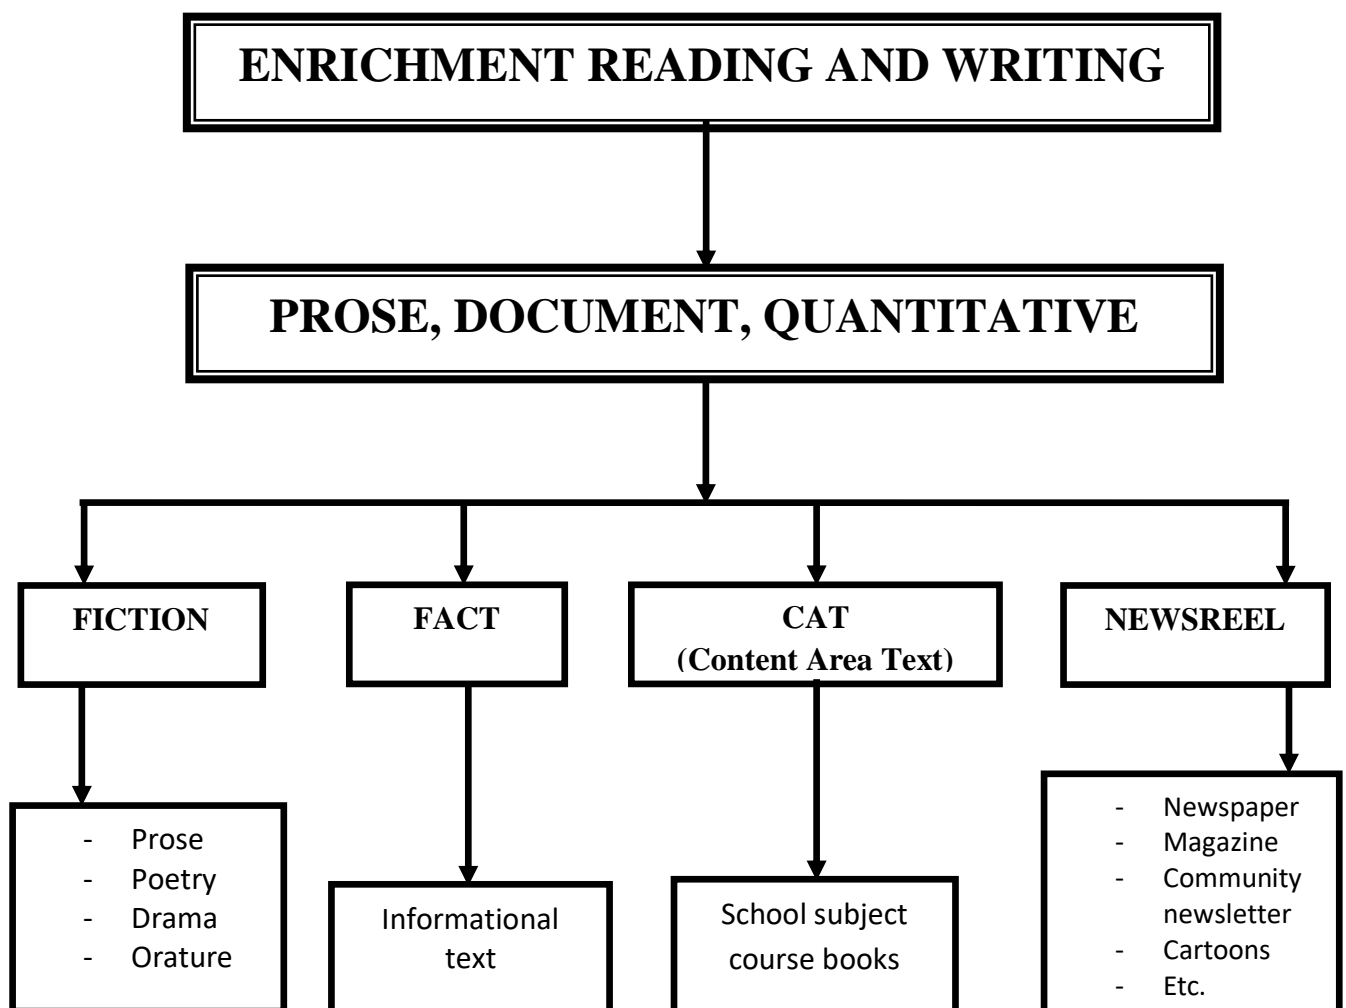 ENRICHMENT READING AND WRITING
PROSE, DOCUMENT, QUANTITATIVE
FICTION
FACT
CAT
(Content Area Text)
NEWSREEL
- Prose
- Poetry
- Drama
- Orature
Informational
text
School subject
course books
- Newspaper
- Magazine
- Community
newsletter
- Cartoons
- Etc.